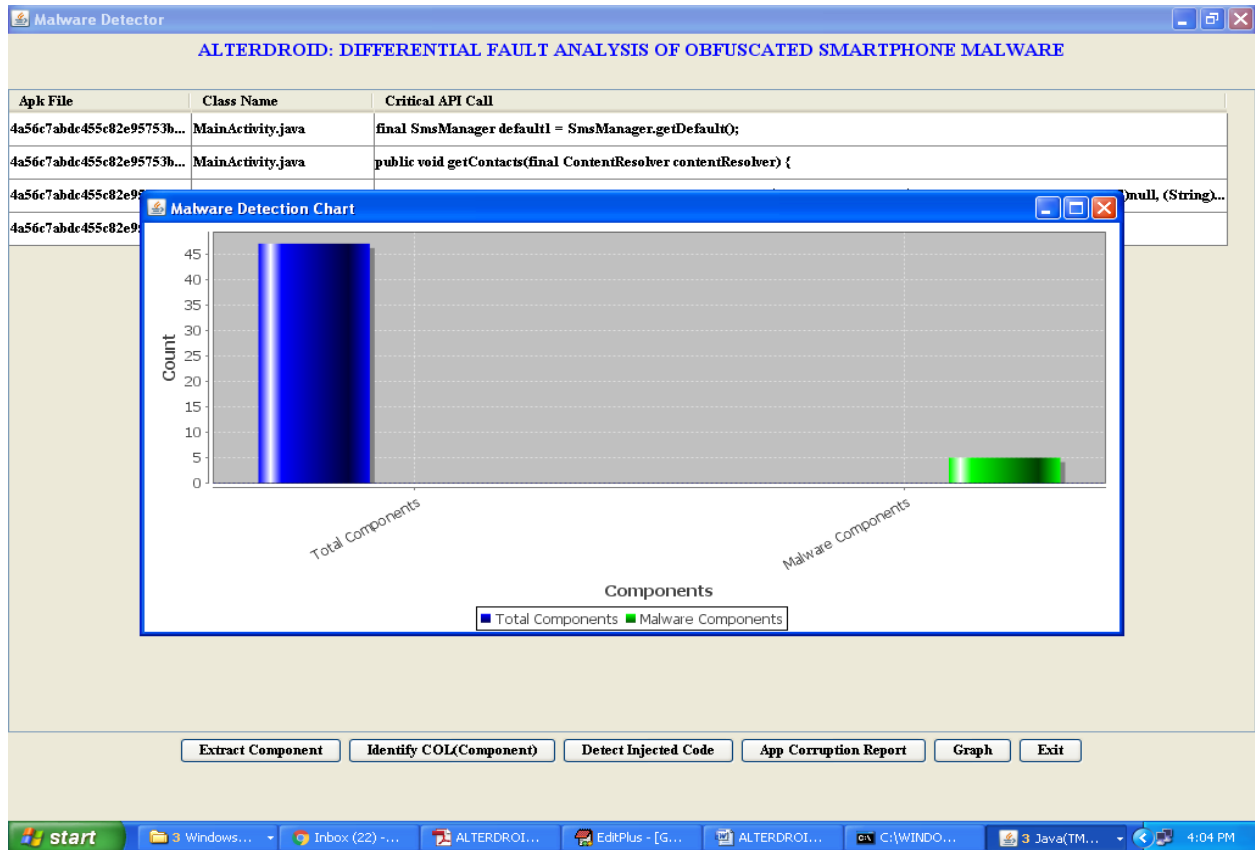 Malware Detector
ALTERDROID: DIFFERENTIAL FAULT ANALYSIS OF OBFUSCATED SMARTPHONE MALWARE
Apk File Class Name Critical API Call
4a56c7abdc455c82e95753b... MainActivity.java final SmsManager default1 = SmsManager.getDefault();
4a56c7abdc455c82e95753b... MainActivity.java public void getContacts(final ContentResolver contentResolver) {
4a56c7abdc455c82e95 )null, (String)...
4a56c7abdc455c82e95
Malware Detection Chart
45
40
35
30
25
20
15
10
5
0
Count
Total Components
Malware Components
Components
Total Components Malware Components
Extract Component Identify COL(Component) Detect Injected Code App Corruption Report Graph Exit
start 3 Windows... Inbox (22) -... ALTERDROI... EditPlus - [G... ALTERDROI... C:\WINDO... 3 Java(TM... 4:04 PM